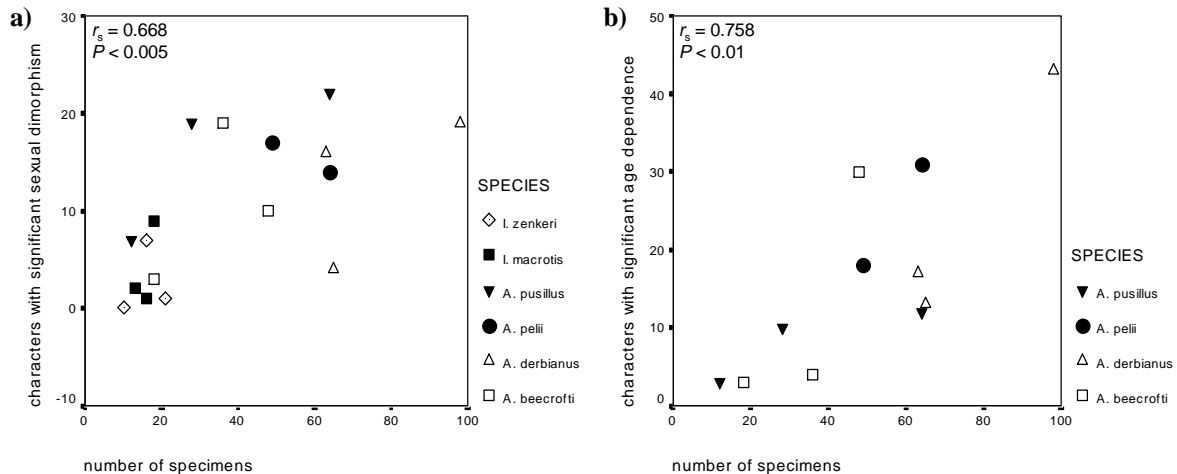 a)
30
20
10
0
-10
r_s = 0.668
P < 0.005
characters with significant sexual dimorphism
0
20
40
60
80
100
number of specimens
SPECIES
I. zenkeri
I. macrotis
A. pusillus
A. pelii
A. derbianus
A. beecrofti
b)
50
40
30
20
10
0
r_s = 0.758
P < 0.01
characters with significant age dependence
0
20
40
60
80
100
number of specimens
SPECIES
A. pusillus
A. pelii
A. derbianus
A. beecrofti